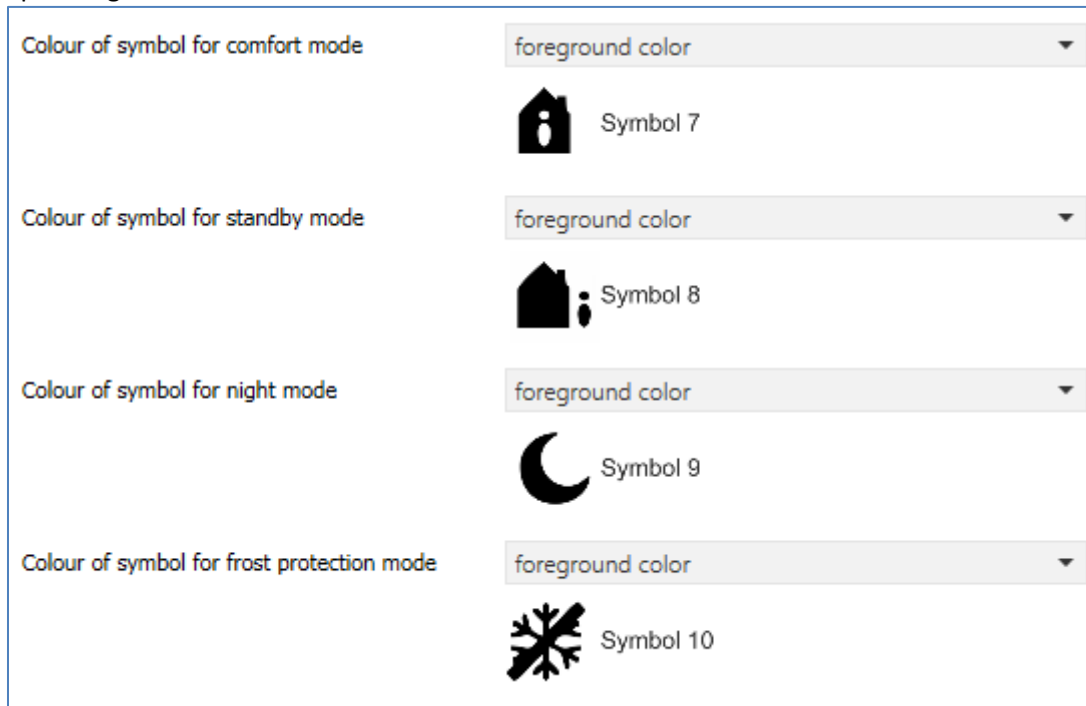 Colour of symbol for comfort mode foreground color
Symbol 7
Colour of symbol for standby mode foreground color
Symbol 8
Colour of symbol for night mode foreground color
Symbol 9
Colour of symbol for frost protection mode foreground color
Symbol 10